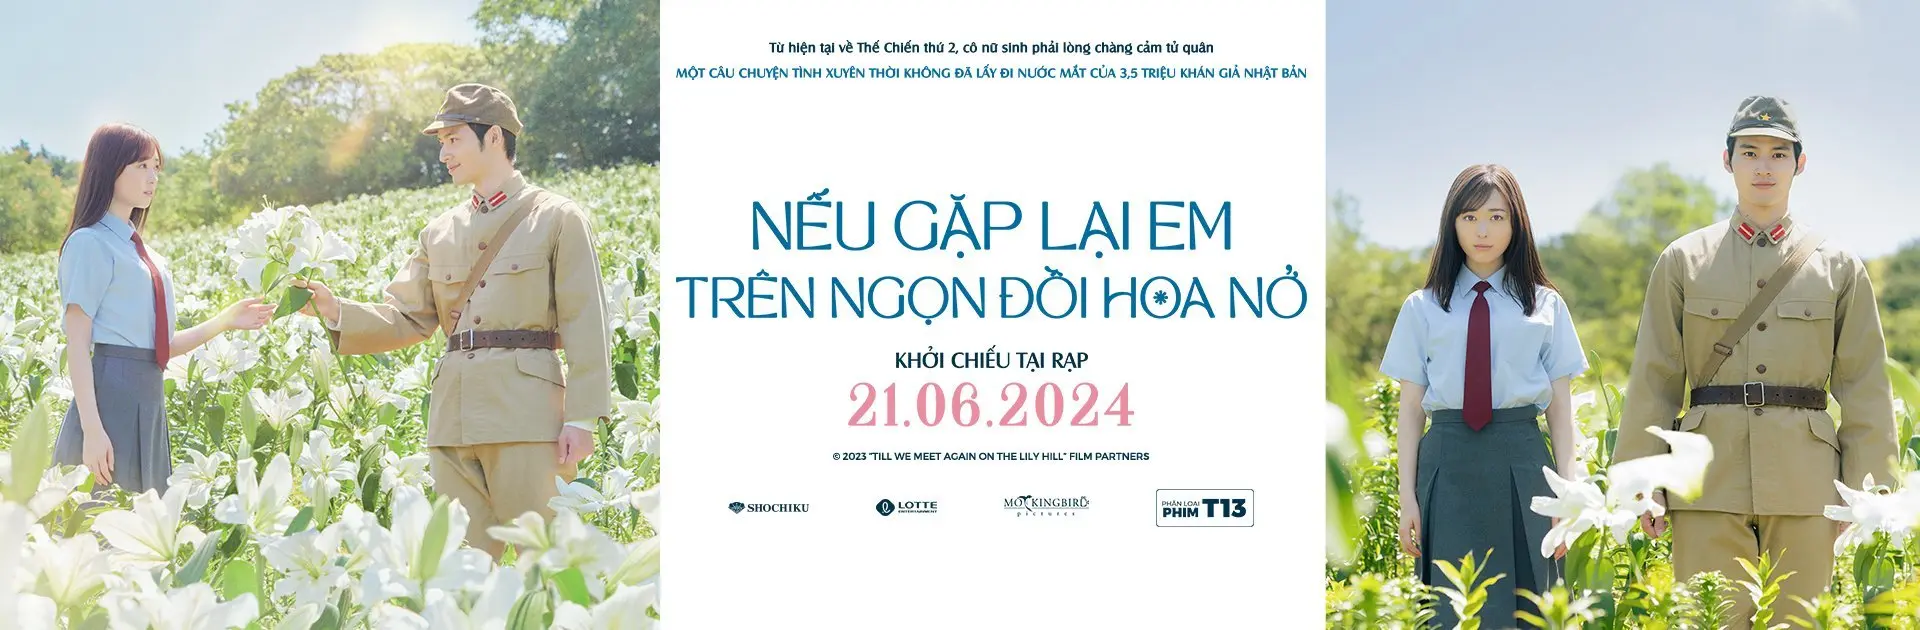 Từ hiện tại về Thế Chiến thứ 2, cô nữ sinh phải lòng chàng cảm tử quân
MỘT CÂU CHUYỆN TÌNH XUYÊN THỜI KHÔNG ĐÃ LẤY ĐI NƯỚC MẮT CỦA 3,5 TRIỆU KHÁN GIẢ NHẬT BẢN
NẾU GẶP LẠI EM
TRÊN NGỌN ĐỒI HOA NỞ
KHỞI CHIẾU TẠI RẠP
21.06.2024
© 2023 "TILL WE MEET AGAIN ON THE LILY HILL" FILM PARTNERS
SHOCHIKU
LOTTE
ENTERTAINMENT
MOCKINGBIRD
pictures
PHÂN LOẠI
PHIM T13